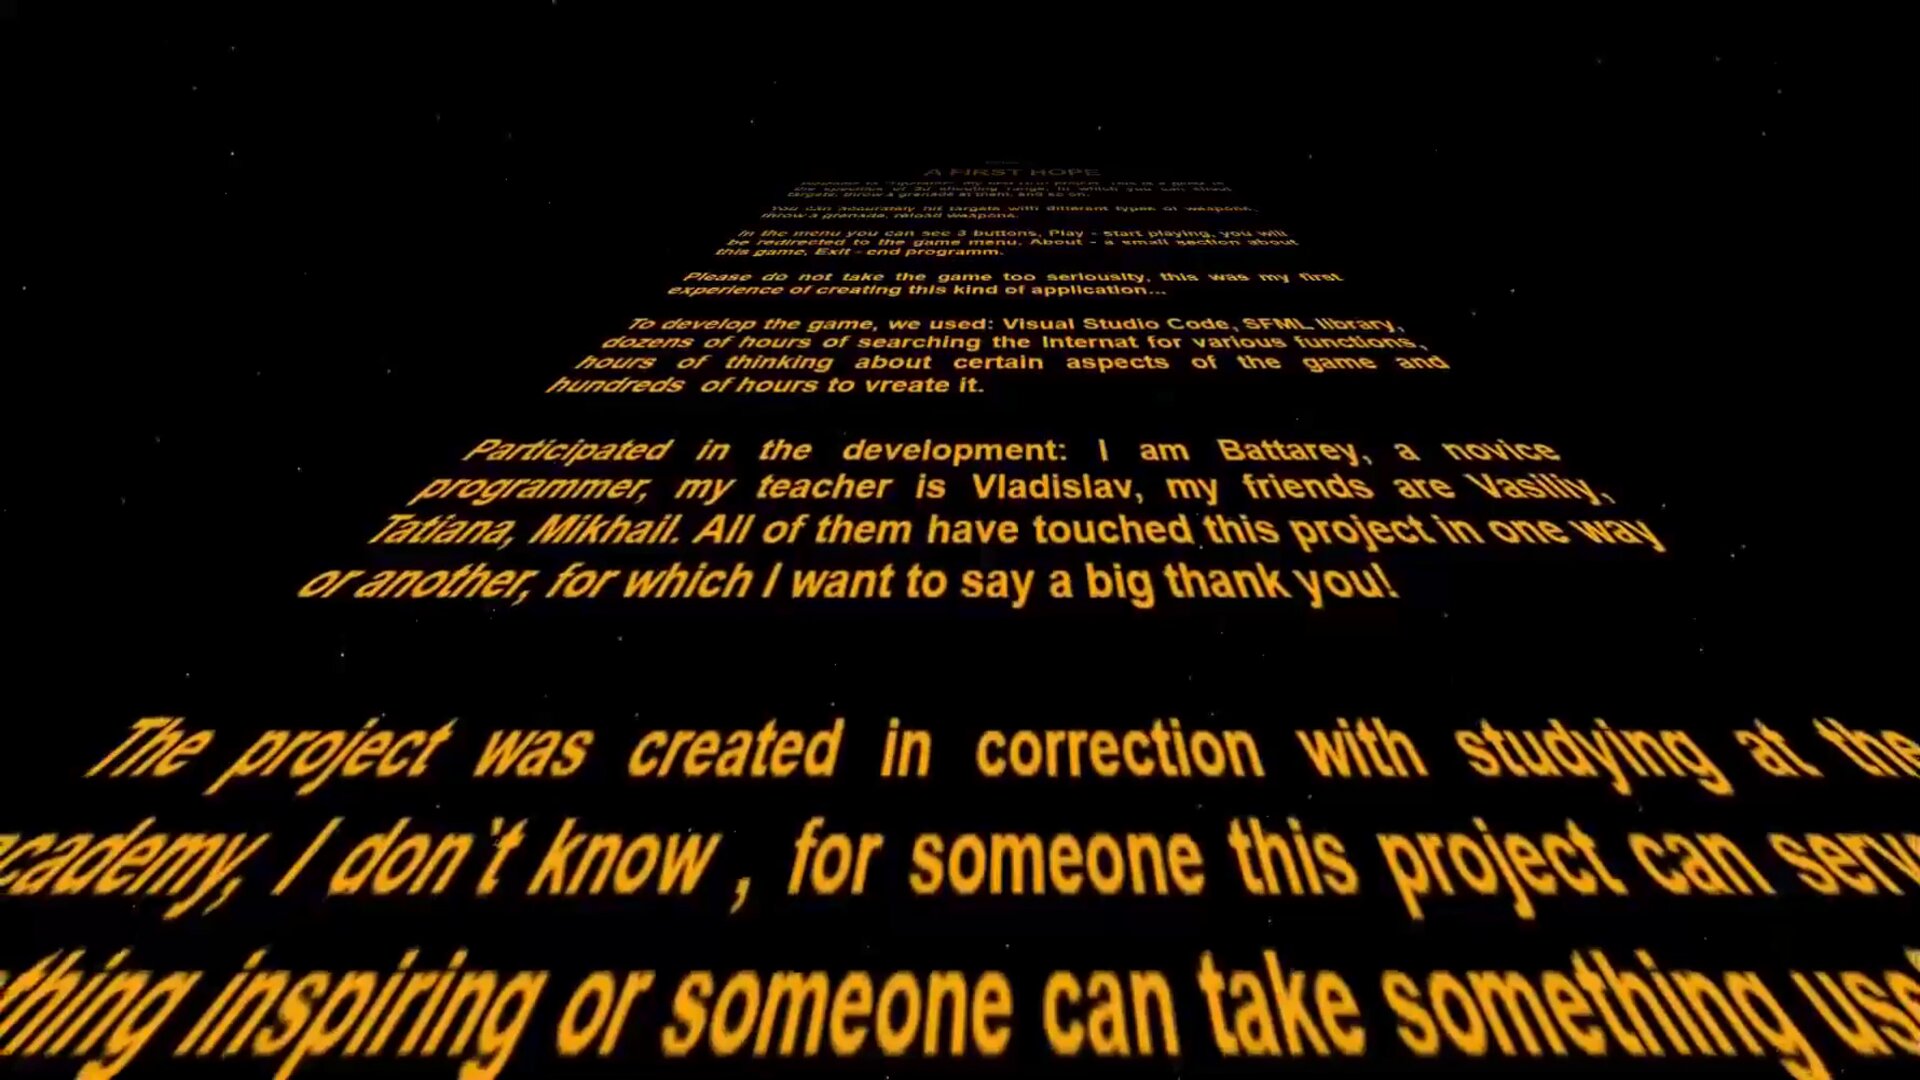 A FIRST HOPE
You can accurately hit targets with different types of weapons,
throw a grenade, reload weapons.
In the menu you can see 3 buttons, Play - start playing, you will
be redirected to the game menu. About - a small section about
this game, Exit - end programm.
Please do not take the game too seriouslty, this was my first
experience of creating this kind of application...
To develop the game, we used: Visual Studio Code, SFML library,
dozens of hours of searching the Internat for various functions,
hours of thinking about certain aspects of the game and
hundreds of hours to vreate it.
Participated in the development: I am Battarey, a novice
programmer, my teacher is Vladislav, my friends are Vasiliy,
Tatiana, Mikhail. All of them have touched this project in one way
or another, for which I want to say a big thank you!
The project was created in correction with studying at the
I don't know , for someone this project can
inspiring or someone can take something